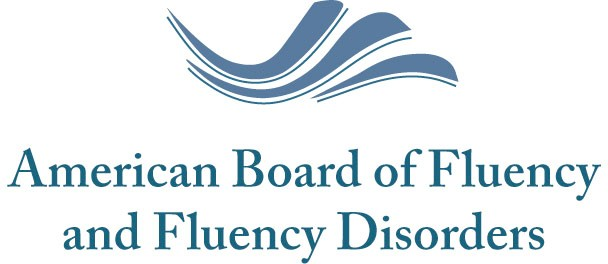 American Board of Fluency
and Fluency Disorders